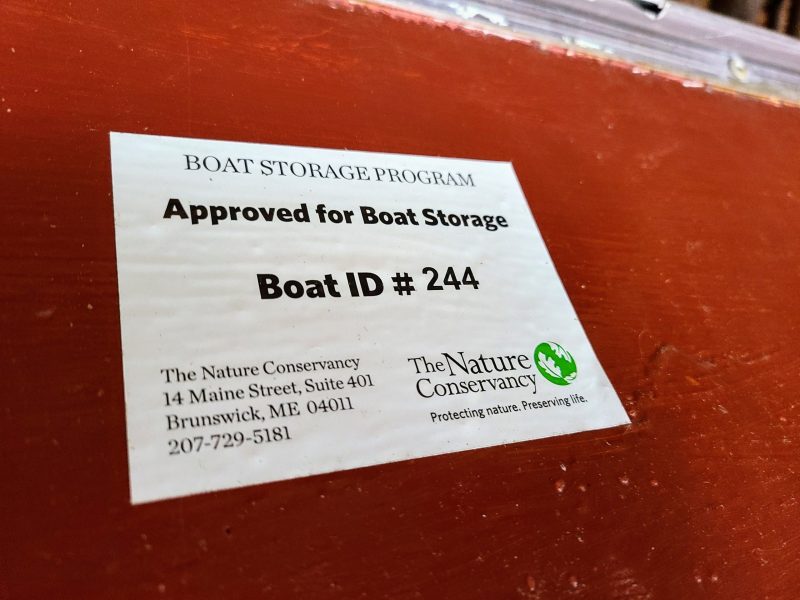 BOAT STORAGE PROGRAM
Approved for Boat Storage
Boat ID # 244
The Nature Conservancy
14 Maine Street, Suite 401
Brunswick, ME 04011
207-729-5181
The Nature
Conservancy
Protecting nature. Preserving life.